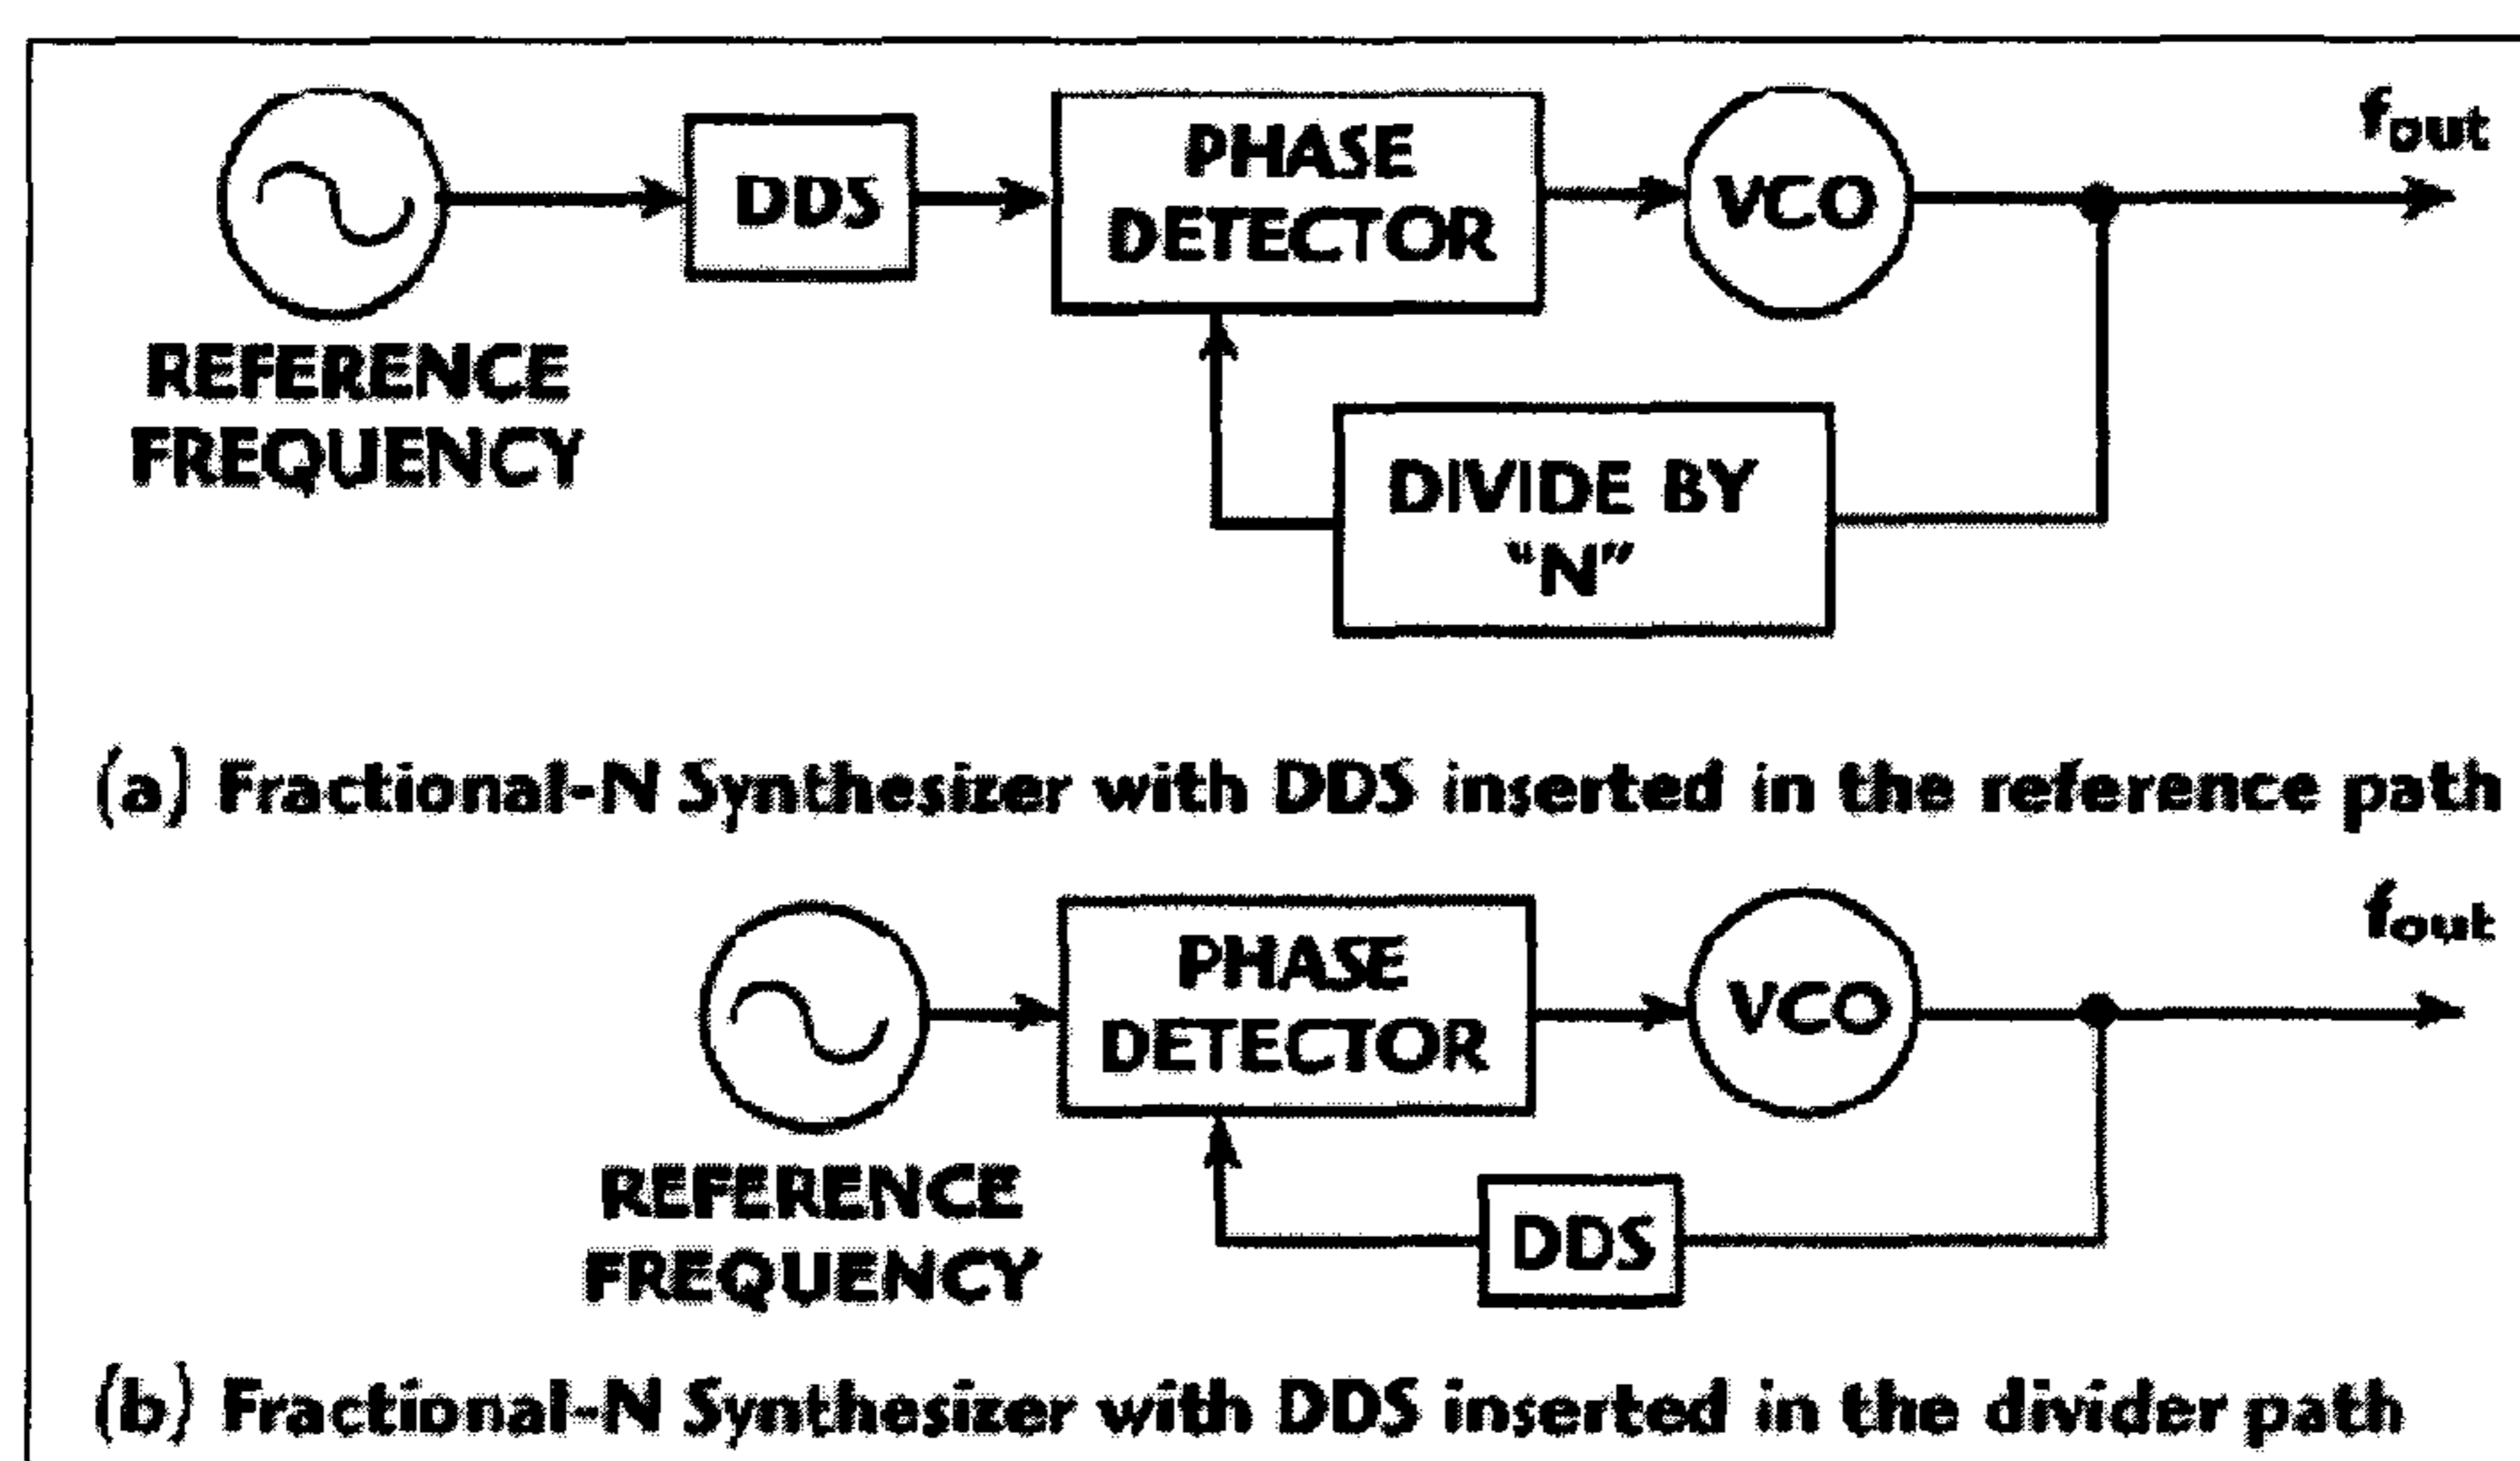 fout
PHASE
DETECTOR
DDS
VCO
REFERENCE
FREQUENCY
DIVIDE BY
“N”
(a) Fractional-N Synthesizer with DDS inserted in the reference path
fout
PHASE
DETECTOR
VCO
REFERENCE
FREQUENCY
DDS
(b) Fractional-N Synthesizer with DDS inserted in the divider path